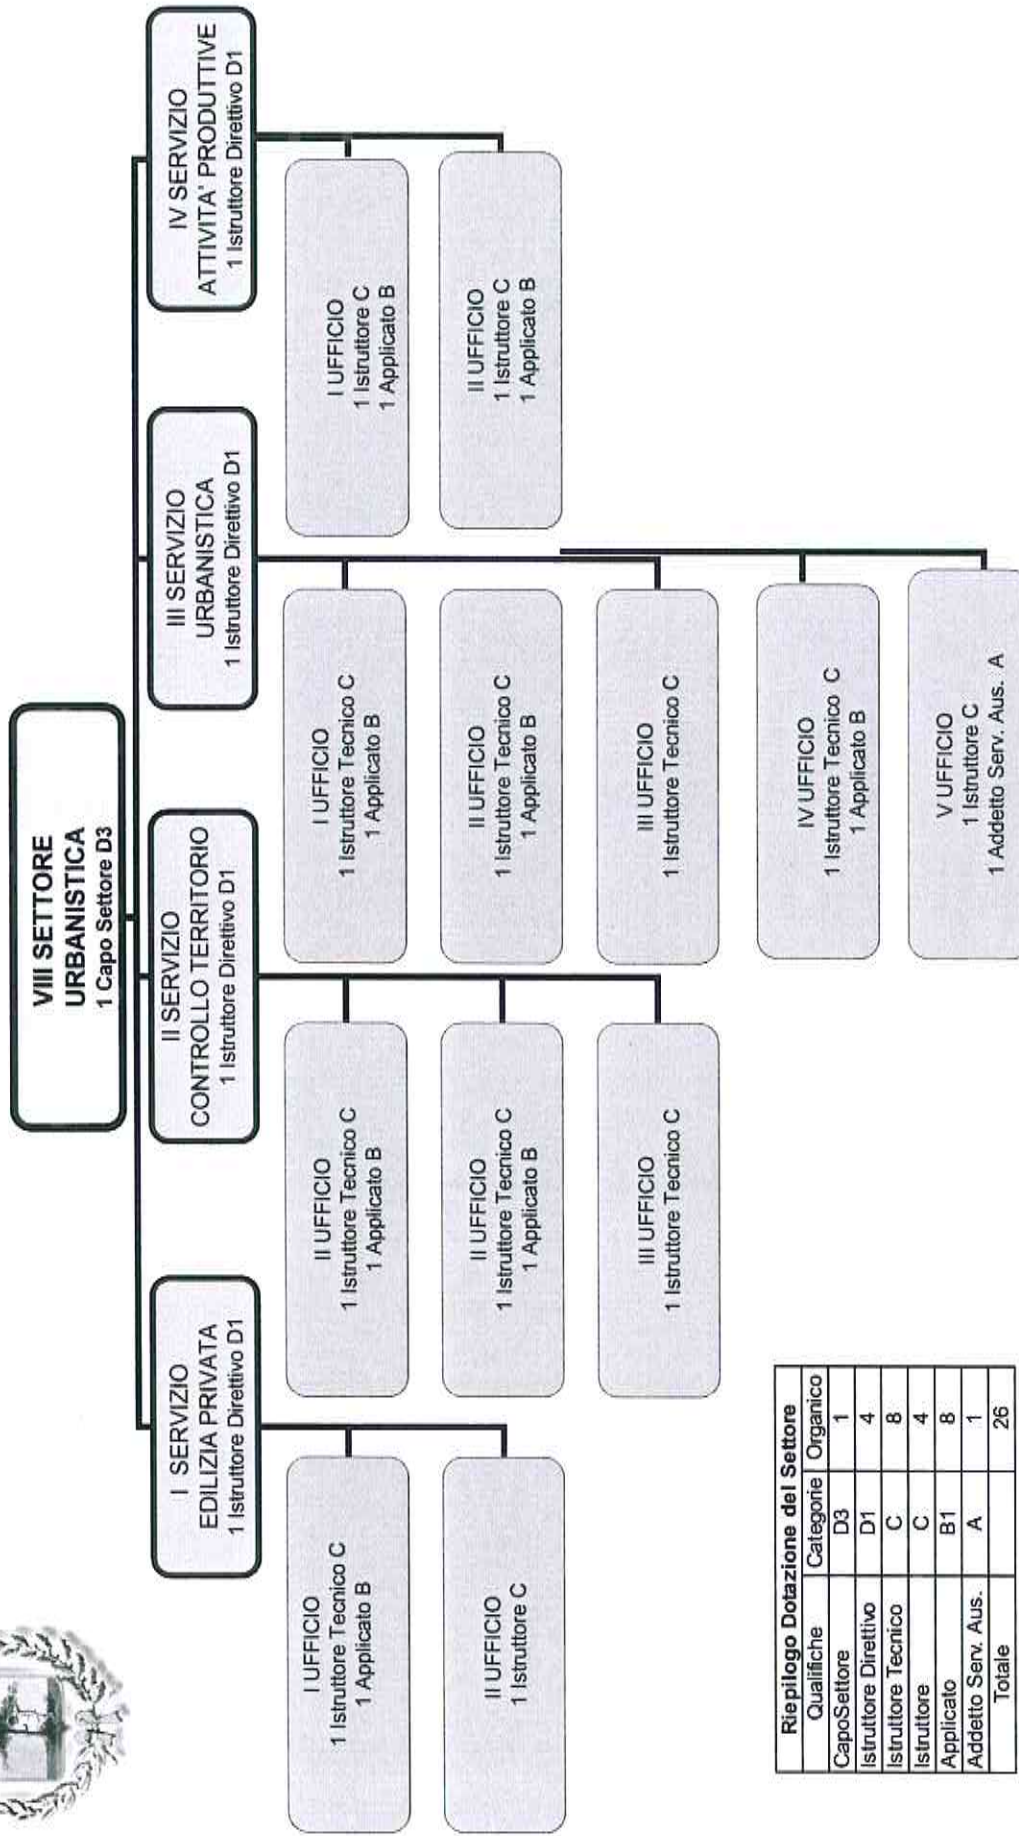 VIII SETTORE
URBANISTICA
1 Capo Settore D3
I SERVIZIO
EDILIZIA PRIVATA
1 Istruttore Direttivo D1
I UFFICIO
1 Istruttore Tecnico C
1 Applicato B
II UFFICIO
1 Istruttore C
II SERVIZIO
CONTROLLO TERRITORIO
1 Istruttore Direttivo D1
II UFFICIO
1 Istruttore Tecnico C
1 Applicato B
II UFFICIO
1 Istruttore Tecnico C
1 Applicato B
III UFFICIO
1 Istruttore Tecnico C
III SERVIZIO
URBANISTICA
1 Istruttore Direttivo D1
I UFFICIO
1 Istruttore Tecnico C
1 Applicato B
II UFFICIO
1 Istruttore Tecnico C
1 Applicato B
III UFFICIO
1 Istruttore Tecnico C
IV UFFICIO
1 Istruttore Tecnico C
1 Applicato B
V UFFICIO
1 Istruttore C
1 Addetto Serv. Aus. A
IV SERVIZIO
ATTIVITA' PRODUTTIVE
1 Istruttore Direttivo D1
I UFFICIO
1 Istruttore C
1 Applicato B
II UFFICIO
1 Istruttore C
1 Applicato B
Riepilogo Dotazione del Settore
Qualifiche Categorie Organico
CapoSettore D3 1
Istruttore Direttivo D1 4
Istruttore Tecnico C 8
Istruttore C 4
Applicato B1 8
Addetto Serv. Aus. A 1
Totale 26